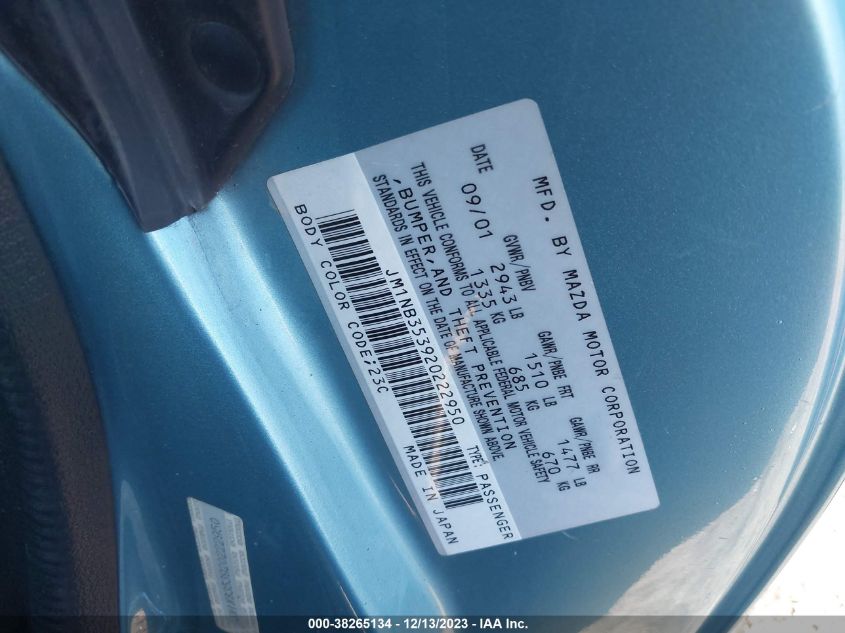 MFD. BY MAZDA MOTOR CORPORATION
DATE GVWR/PNBV GAWR/PNBE FRT GAWR/PNBE RR
09/01 2943 LB 1510 LB 1477 LB
1335 KG 685 KG 670 KG
THIS VEHICLE CONFORMS TO ALL APPLICABLE FEDERAL MOTOR VEHICLE SAFETY
, BUMPER, AND THEFT PREVENTION
STANDARDS IN EFFECT ON THE DATE OF MANUFACTURE SHOWN ABOVE
JM1NB353920222950 TYPE: PASSENGER
BODY COLOR CODE;23C MADE IN JAPAN
000-38265134 - 12/13/2023 - IAA Inc.